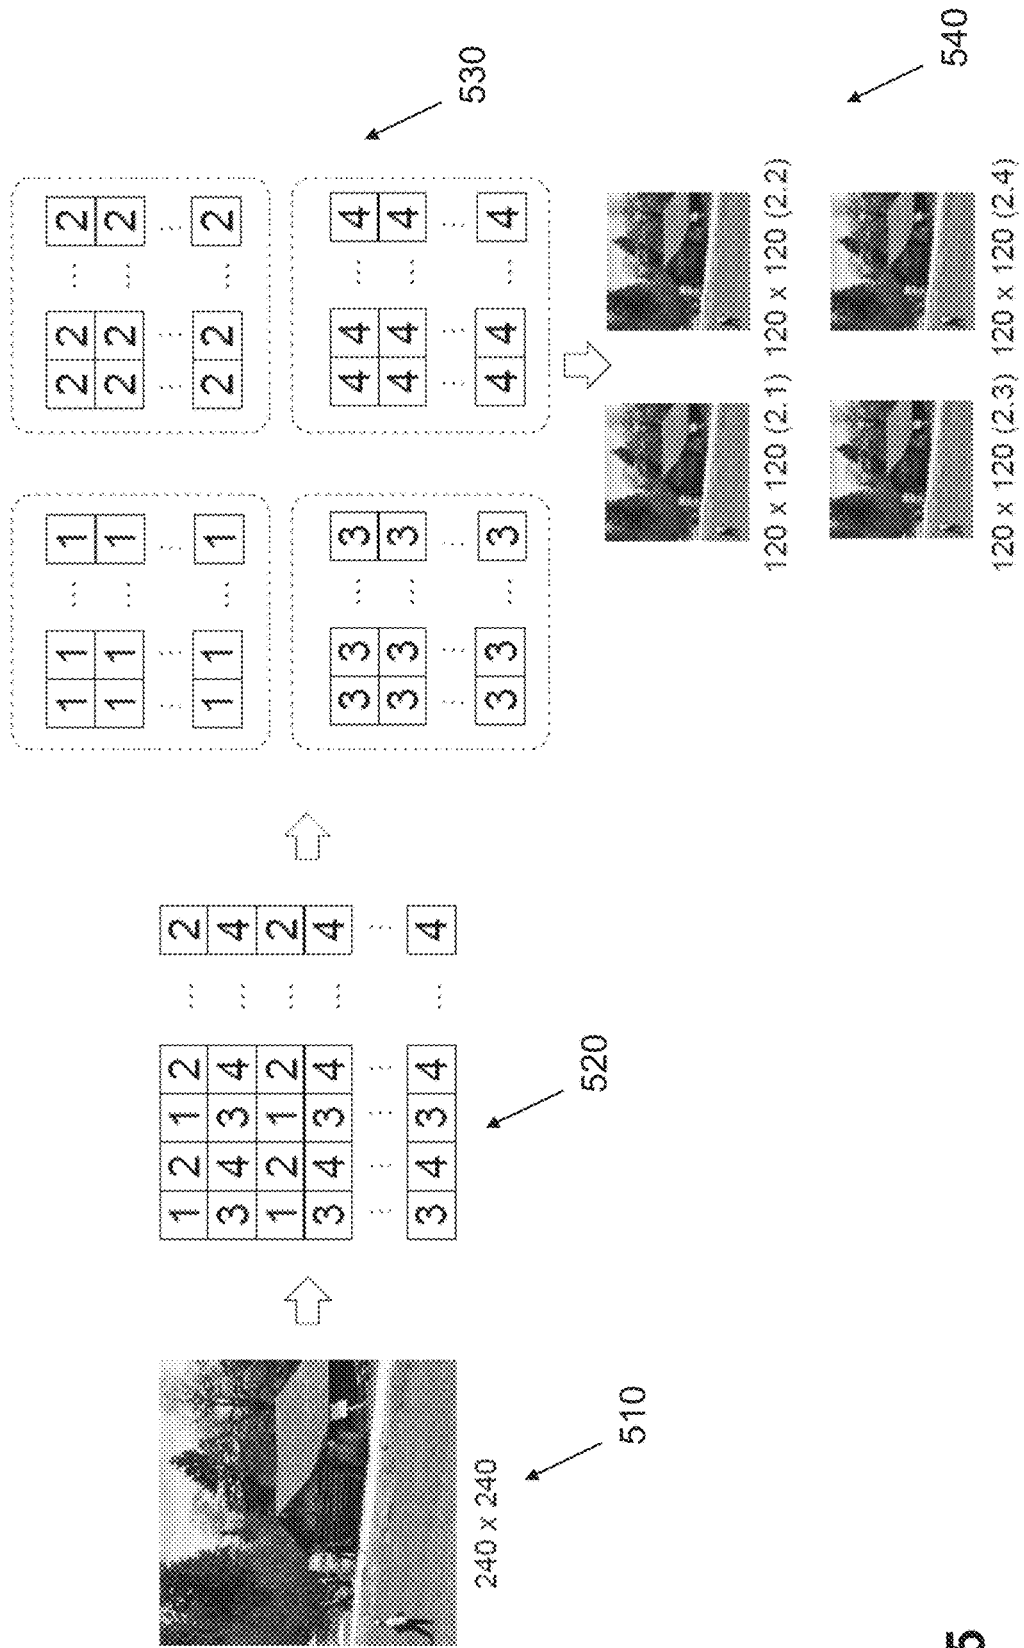 240 x 240
510
1 2 1 2 ... 2
3 4 3 4 ... 4
1 2 1 2 ... 2
3 4 3 4 ... 4
... ... ... ...
3 4 3 4 ... 4
520
1 1 ... 1
1 1 ... 1
... ... ...
1 1 ... 1
2 2 ... 2
2 2 ... 2
... ... ...
2 2 ... 2
3 3 ... 3
3 3 ... 3
... ... ...
3 3 ... 3
4 4 ... 4
4 4 ... 4
... ... ...
4 4 ... 4
530
120 x 120 (2.1) 120 x 120 (2.2)
120 x 120 (2.3) 120 x 120 (2.4)
540
5